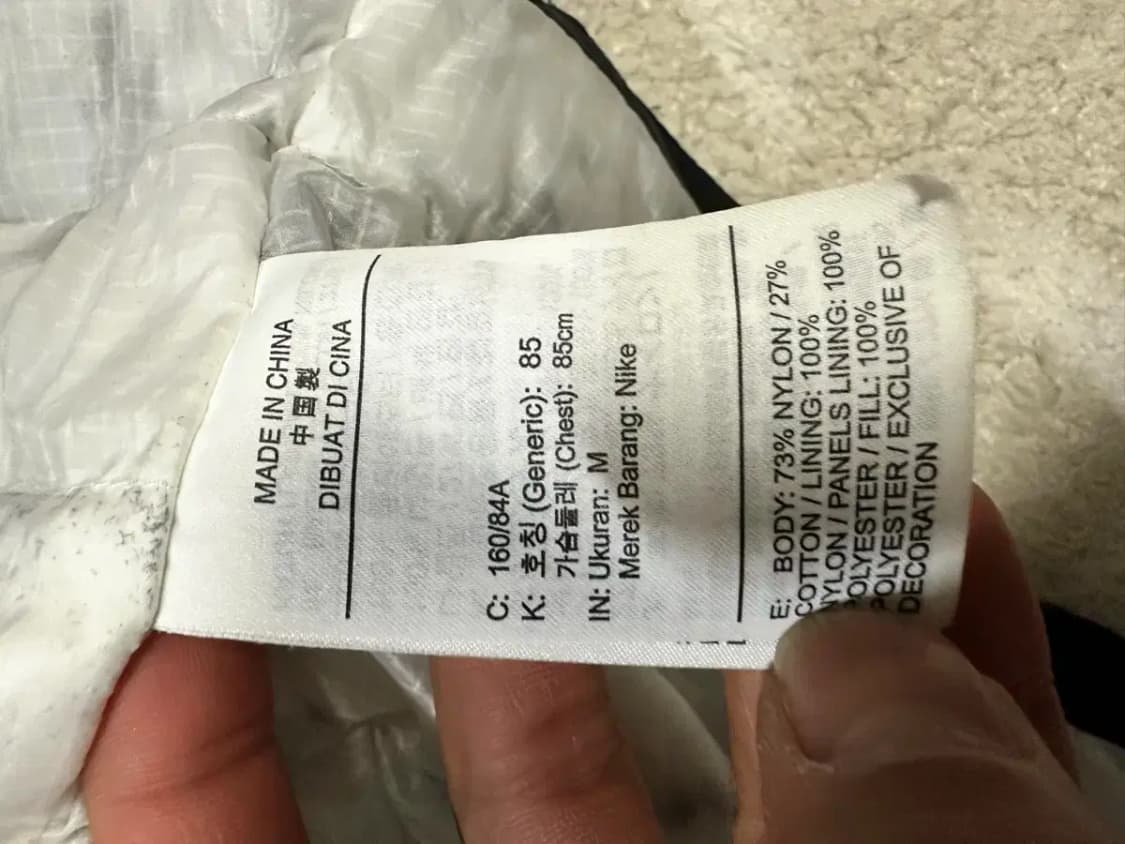 MADE IN CHINA
中国製
DIBUAT DI CINA
C: 160/84A
K: 호칭 (Generic): 85
가슴둘레 (Chest): 85cm
IN: Ukuran: M
Merek Barang: Nike
E: BODY: 73% NYLON / 27%
COTTON / LINING: 100%
NYLON / PANELS LINING: 100%
POLYESTER / FILL: 100%
POLYESTER / EXCLUSIVE OF
DECORATION